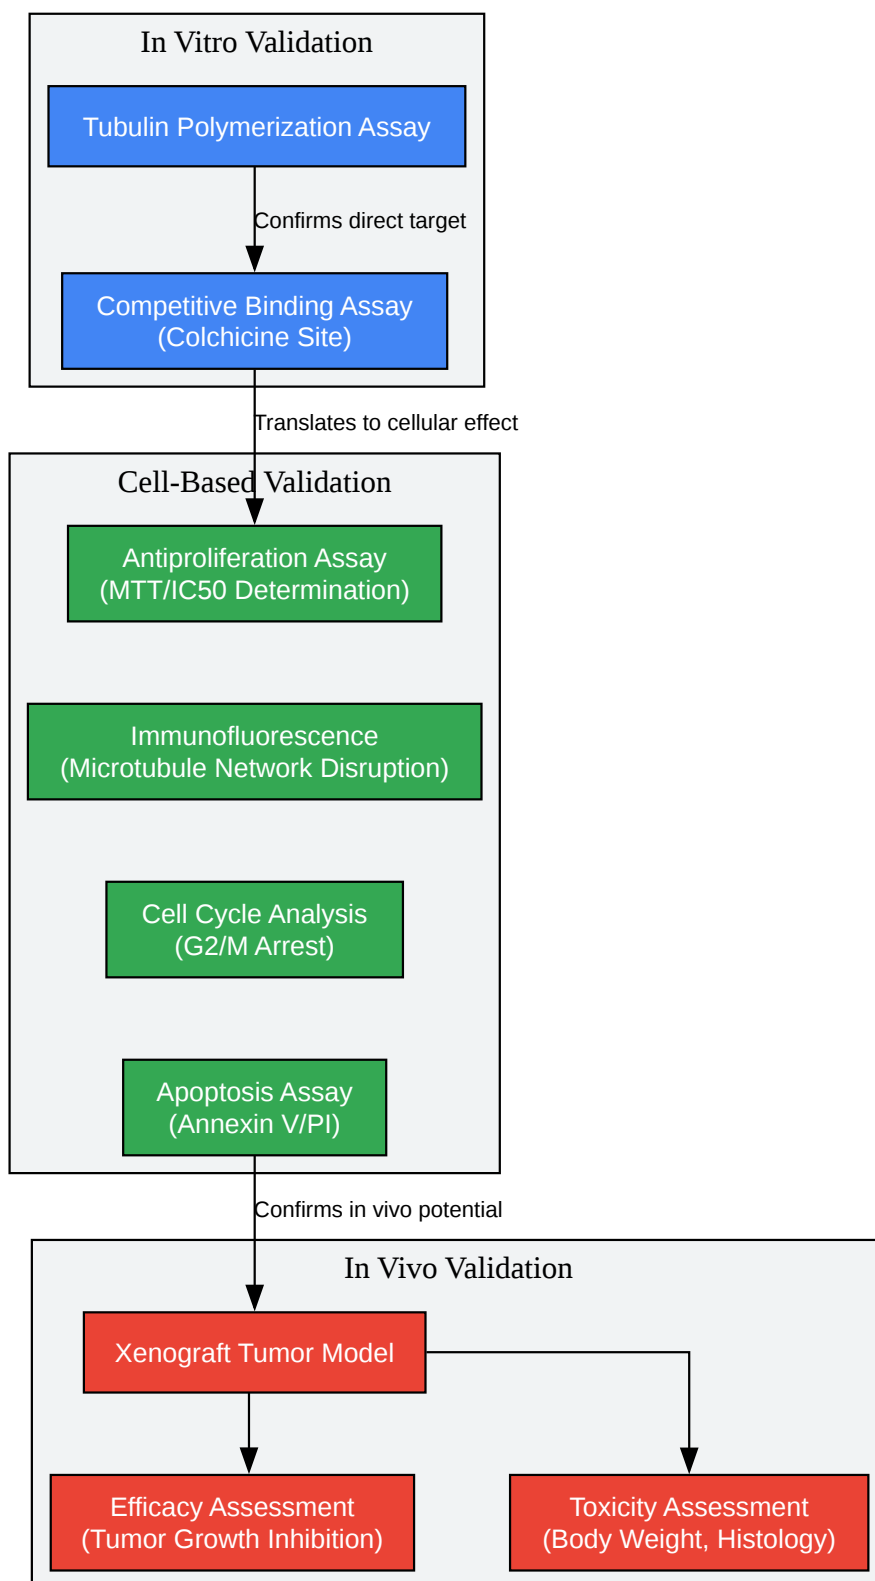 In Vitro Validation
Tubulin Polymerization Assay
Confirms direct target
Competitive Binding Assay
(Colchicine Site)
Translates to cellular effect
Cell-Based Validation
Antiproliferation Assay
(MTT/IC50 Determination)
Immunofluorescence
(Microtubule Network Disruption)
Cell Cycle Analysis
(G2/M Arrest)
Apoptosis Assay
(Annexin V/PI)
Confirms in vivo potential
In Vivo Validation
Xenograft Tumor Model
Efficacy Assessment
(Tumor Growth Inhibition)
Toxicity Assessment
(Body Weight, Histology)